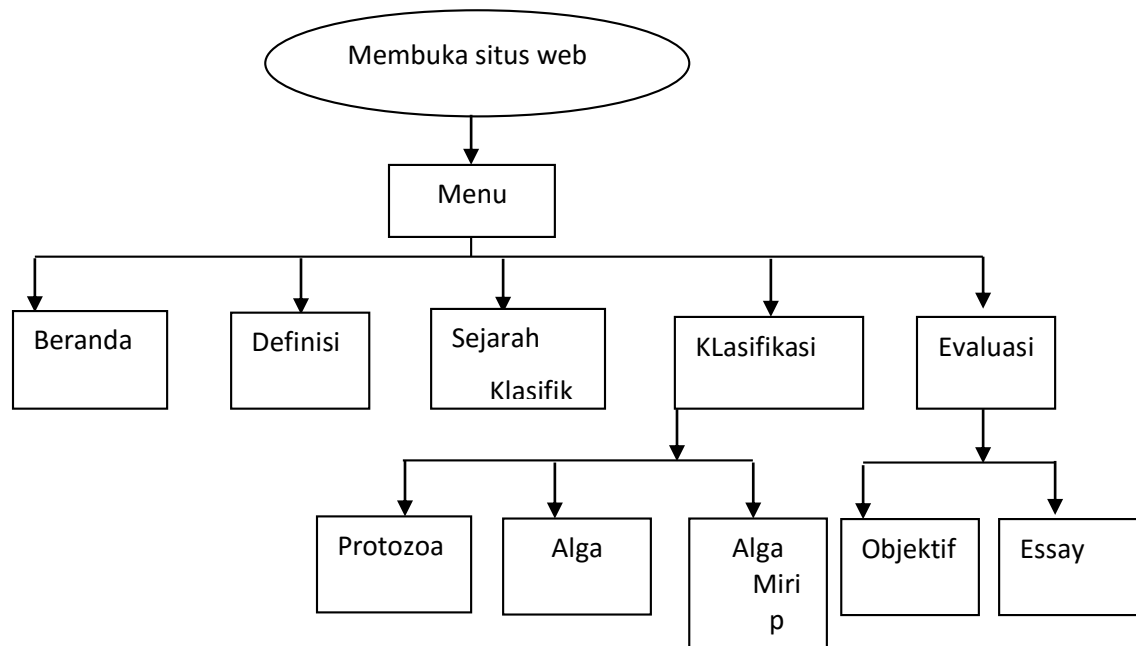 Membuka situs web
Menu
Beranda
Definisi
Sejarah
Klasifik
KLasifikasi
Evaluasi
Protozoa
Alga
Alga
Miri
p
Objektif
Essay